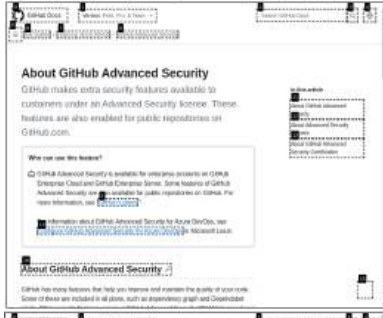 GitHub Docs
Version: Free, Pro, & Team
Search GitHub Docs
About GitHub Advanced Security
GitHub makes extra security features available to
customers under an Advanced Security license. These
features are also enabled for public repositories on
GitHub.com.
In this article
About GitHub Advanced
About Advanced Security
About GitHub Advanced
Security Certification
Who can use this feature?
GitHub Advanced Security is available for enterprise accounts on GitHub
Enterprise Cloud and GitHub Enterprise Server. Some features of GitHub
Advanced Security are also available for public repositories on GitHub. For
more information, see
information about GitHub Advanced Security for Azure DevOps, see
in Microsoft Learn.
About GitHub Advanced Security
GitHub has many features that help you improve and maintain the quality of your code.
Some of these are included in all plans, such as dependency graph and Dependabot